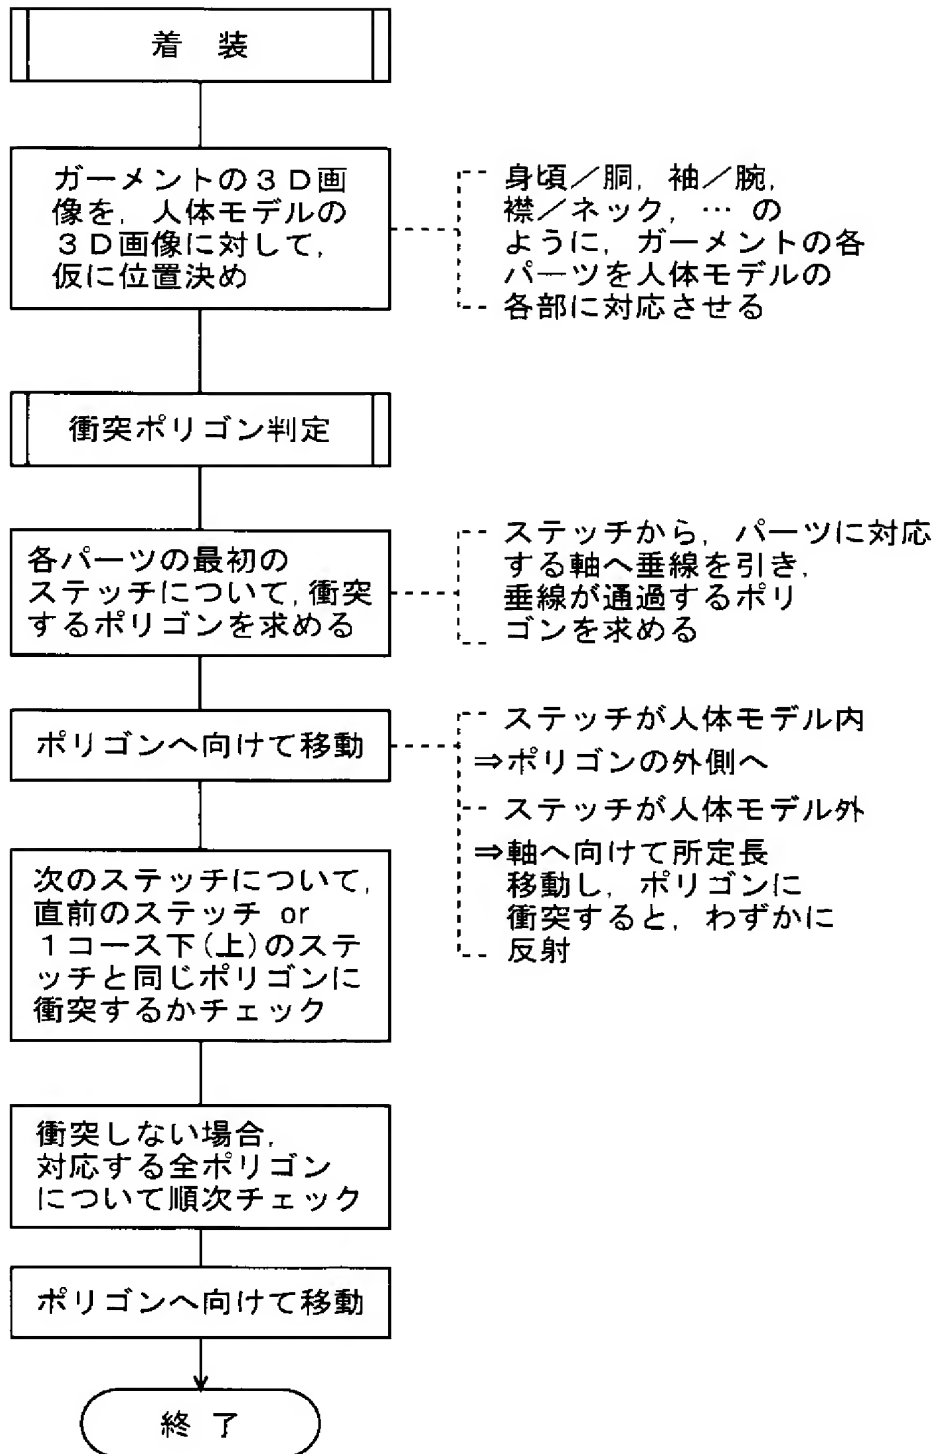 着 装
ガーメントの３Ｄ画
像を，人体モデルの
３Ｄ画像に対して，
仮に位置決め
身頃／胴，袖／腕，
襟／ネック，… の
ように，ガーメントの各
パーツを人体モデルの
各部に対応させる
衝突ポリゴン判定
各パーツの最初の
ステッチについて，衝突
するポリゴンを求める
ステッチから，パーツに対応
する軸へ垂線を引き，
垂線が通過するポリ
ゴンを求める
ポリゴンへ向けて移動
ステッチが人体モデル内
⇒ポリゴンの外側へ
ステッチが人体モデル外
⇒軸へ向けて所定長
移動し，ポリゴンに
衝突すると，わずかに
反射
次のステッチについて，
直前のステッチ or
１コース下(上)のステ
ッチと同じポリゴンに
衝突するかチェック
衝突しない場合，
対応する全ポリゴン
について順次チェック
ポリゴンへ向けて移動
終 了